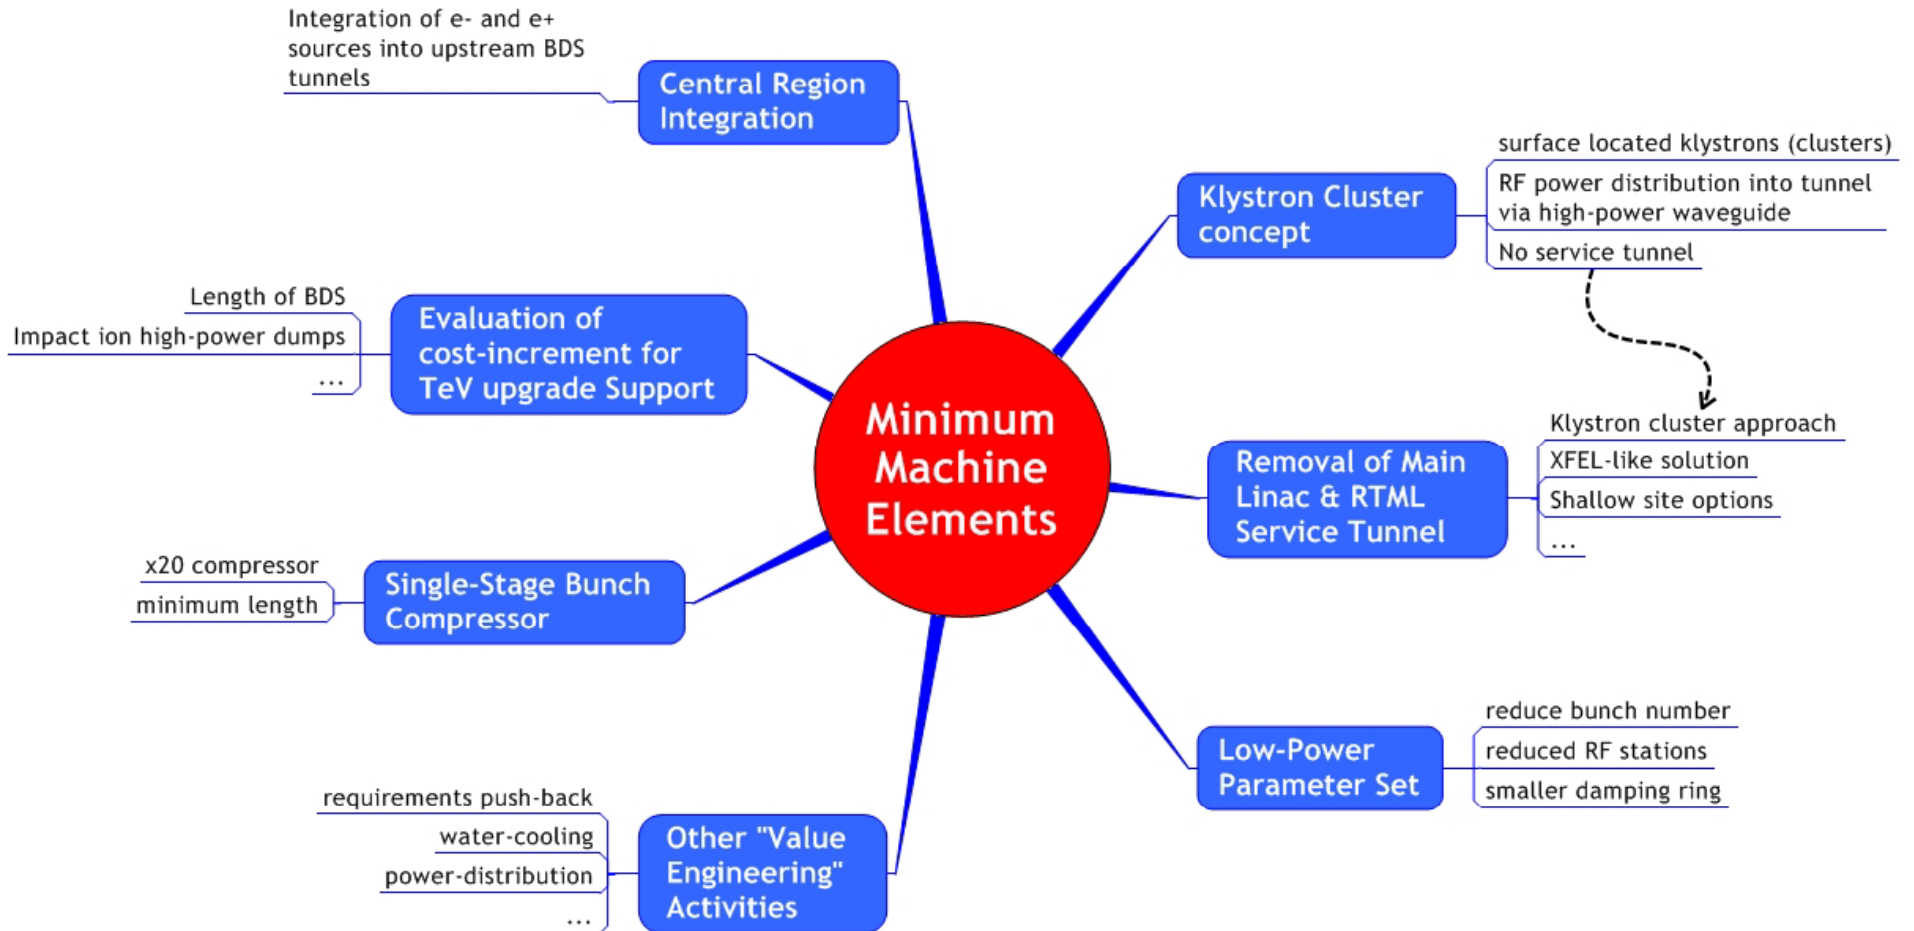 Integration of e- and e+
sources into upstream BDS
tunnels
Central Region
Integration
Klystron Cluster
concept
surface located klystrons (clusters)
RF power distribution into tunnel
via high-power waveguide
No service tunnel
Length of BDS
Impact ion high-power dumps
...
Evaluation of
cost-increment for
TeV upgrade Support
Minimum
Machine
Elements
Removal of Main
Linac & RTML
Service Tunnel
Klystron cluster approach
XFEL-like solution
Shallow site options
...
x20 compressor
minimum length
Single-Stage Bunch
Compressor
Low-Power
Parameter Set
reduce bunch number
reduced RF stations
smaller damping ring
requirements push-back
water-cooling
power-distribution
...
Other "Value
Engineering"
Activities